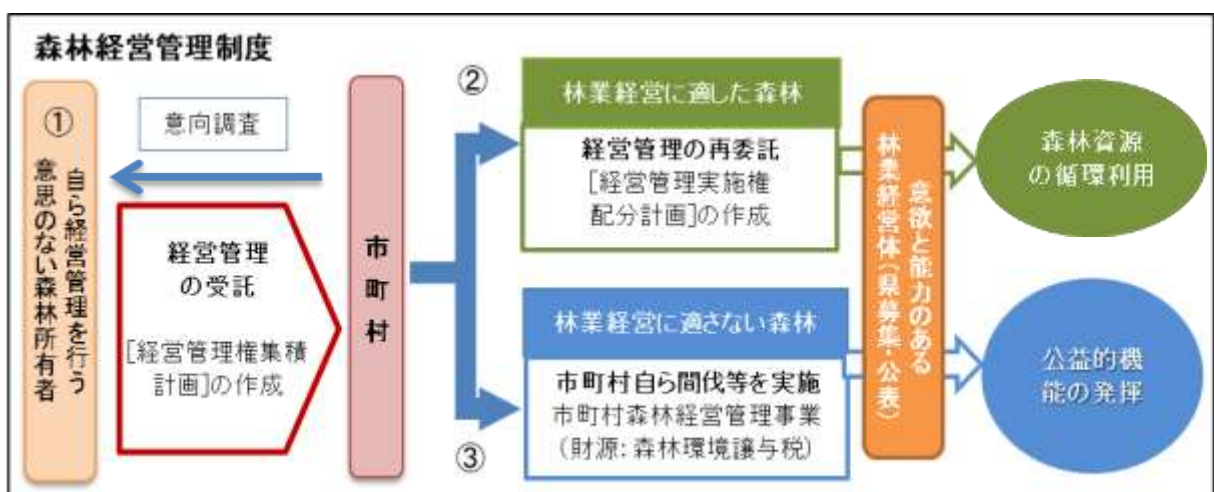 森林経営管理制度
①
自ら経営管理を行う
意思のない森林所有者
意向調査
経営管理
の受託
[経営管理権集積
計画]の作成
市町村
②
林業経営に適した森林
経営管理の再委託
[経営管理実施権
配分計画]の作成
③
林業経営に適さない森林
市町村自ら間伐等を実施
市町村森林経営管理事業
(財源:森林環境譲与税)
意欲と能力のある
林業経営体(県募集・公表)
森林資源
の循環利用
公益的機
能の発揮